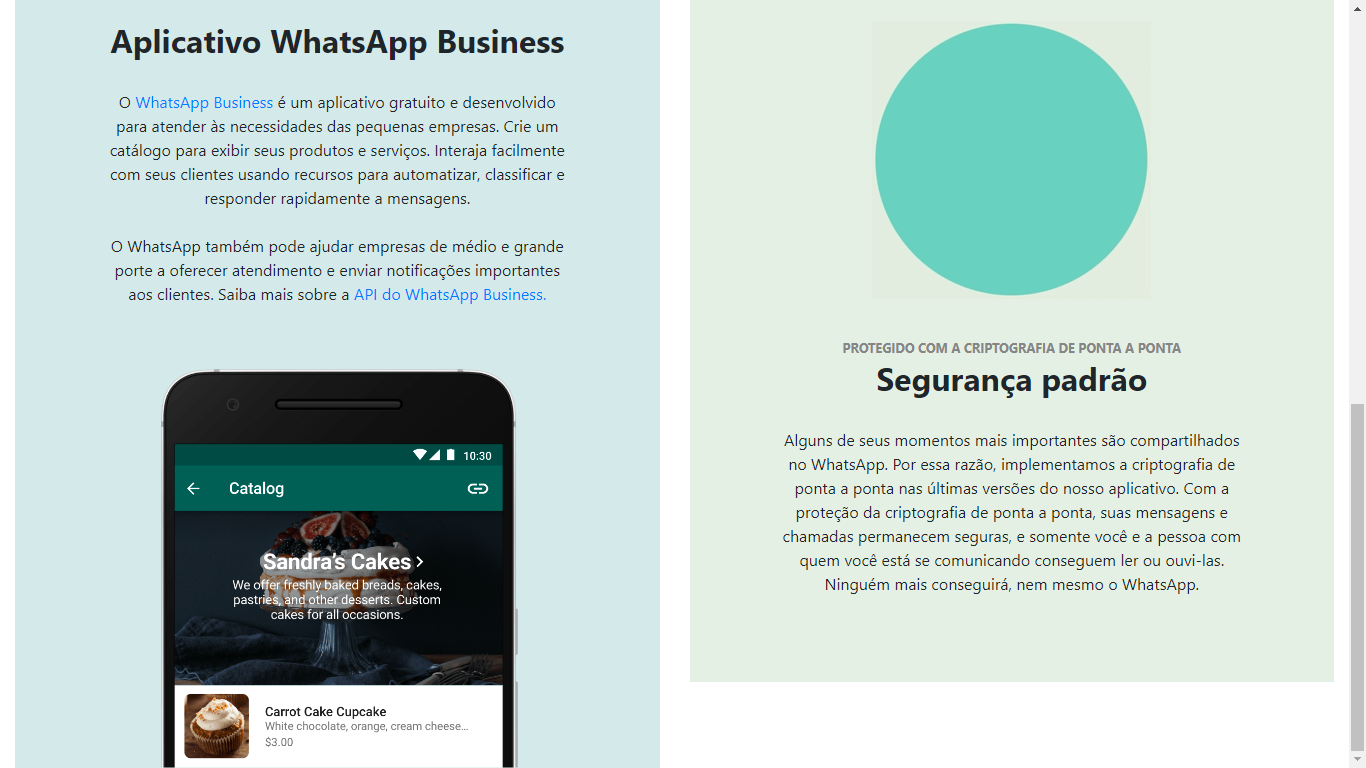 Aplicativo WhatsApp Business
O WhatsApp Business é um aplicativo gratuito e desenvolvido
para atender às necessidades das pequenas empresas. Crie um
catálogo para exibir seus produtos e serviços. Interaja facilmente
com seus clientes usando recursos para automatizar, classificar e
responder rapidamente a mensagens.
O WhatsApp também pode ajudar empresas de médio e grande
porte a oferecer atendimento e enviar notificações importantes
aos clientes. Saiba mais sobre a API do WhatsApp Business.
10:30
Catalog
Sandra's Cakes
We offer freshly baked breads, cakes,
pastries, and other desserts. Custom
cakes for all occasions.
Carrot Cake Cupcake
White chocolate, orange, cream cheese...
$3.00
PROTEGIDO COM A CRIPTOGRAFIA DE PONTA A PONTA
Segurança padrão
Alguns de seus momentos mais importantes são compartilhados
no WhatsApp. Por essa razão, implementamos a criptografia de
ponta a ponta nas últimas versões do nosso aplicativo. Com a
proteção da criptografia de ponta a ponta, suas mensagens e
chamadas permanecem seguras, e somente você e a pessoa com
quem você está se comunicando conseguem ler ou ouvi-las.
Ninguém mais conseguirá, nem mesmo o WhatsApp.